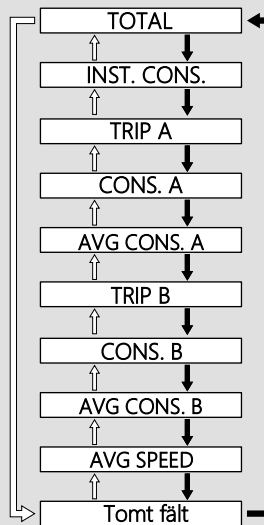 TOTAL
INST. CONS.
TRIP A
CONS. A
AVG CONS. A
TRIP B
CONS. B
AVG CONS. B
AVG SPEED
Tomt fält